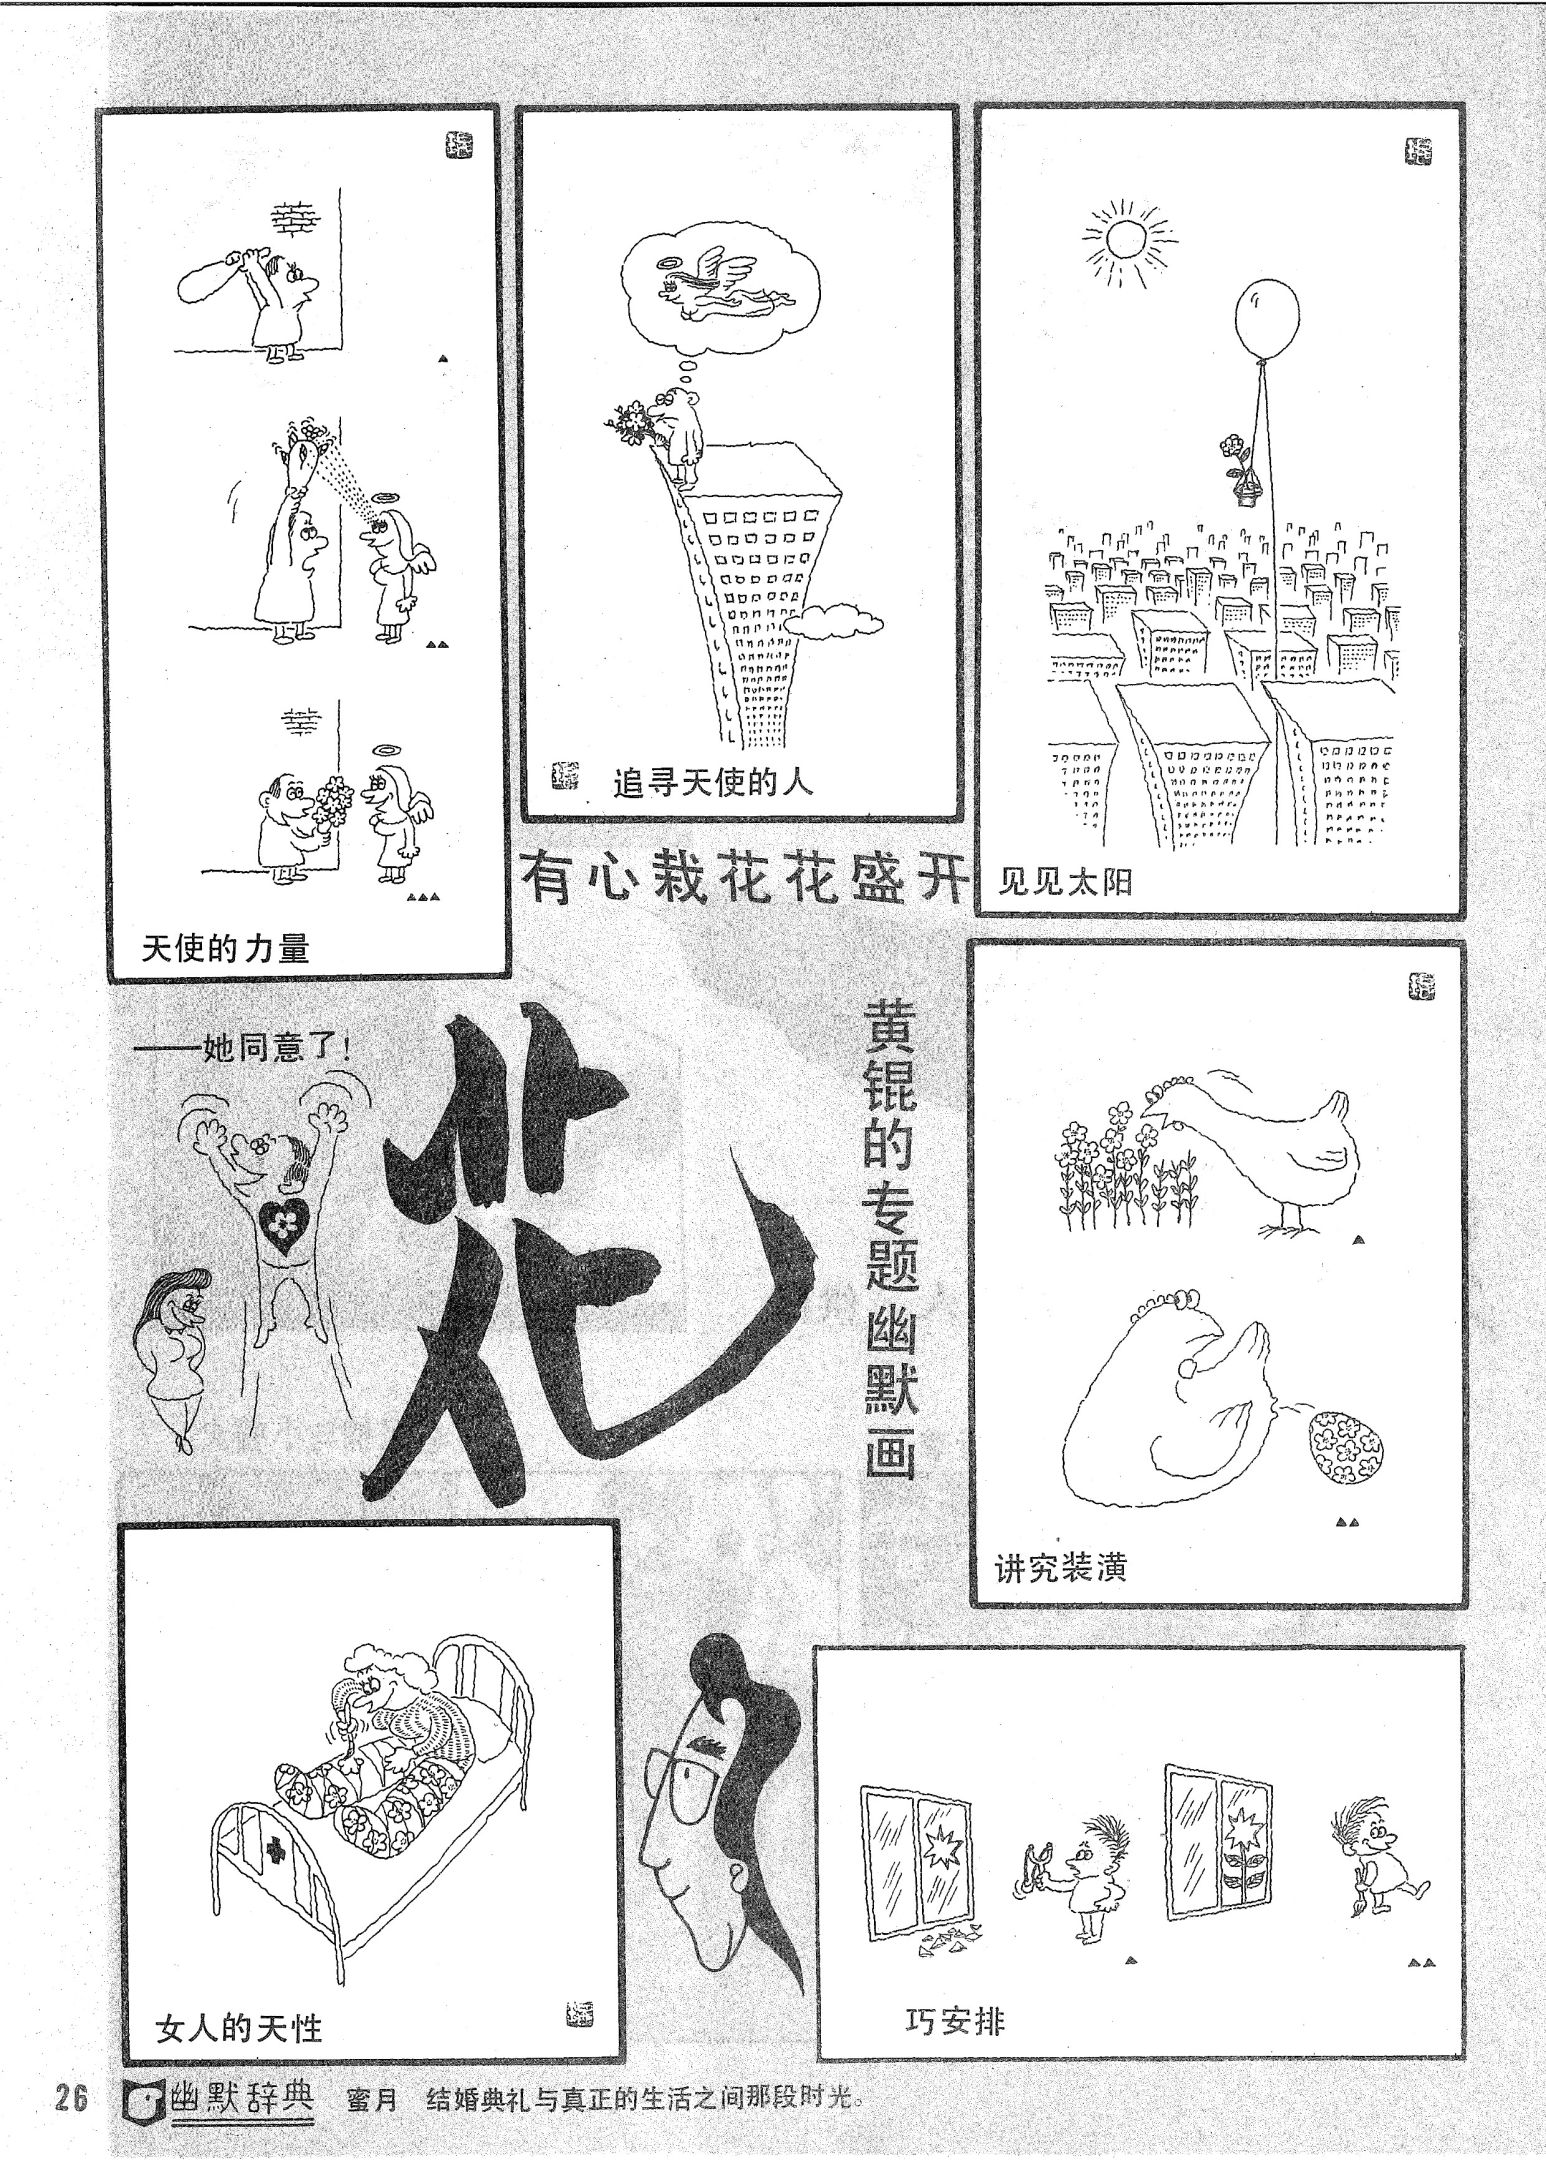 天使的力量
追寻天使的人
见见太阳
有心栽花花盛开
——她同意了!
花
黄锟的专题幽默画
讲究装潢
女人的天性
巧安排
26
幽默辞典 蜜月 结婚典礼与真正的生活之间那段时光。